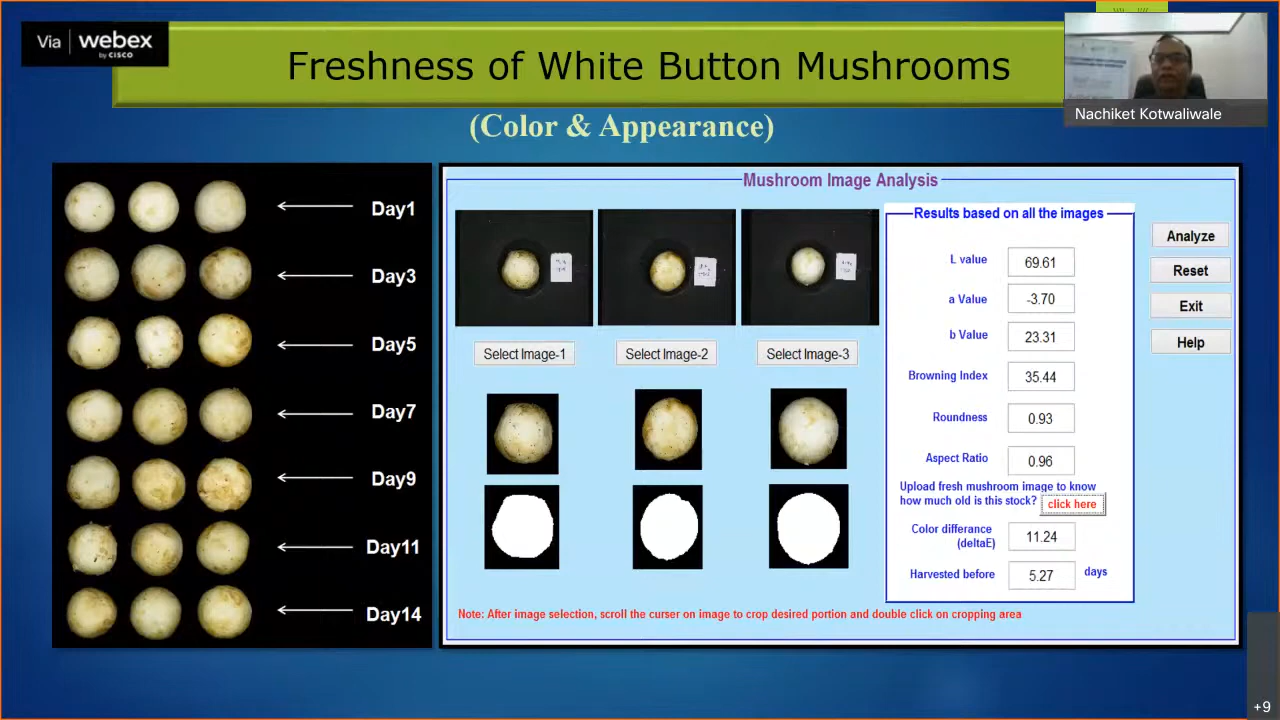 Via webex
by CISCO
Freshness of White Button Mushrooms
Nachiket Kotwaliwale
(Color & Appearance)
Day1
Day3
Day5
Day7
Day9
Day11
Day14
Mushroom Image Analysis
Select Image-1
Select Image-2
Select Image-3
Results based on all the images
L value 69.61
a Value -3.70
b Value 23.31
Browning Index 35.44
Roundness 0.93
Aspect Ratio 0.96
Upload fresh mushroom image to know
how much old is this stock? click here
Color differance
(deltaE) 11.24
Harvested before 5.27 days
Analyze
Reset
Exit
Help
Note: After image selection, scroll the curser on image to crop desired portion and double click on cropping area
+9